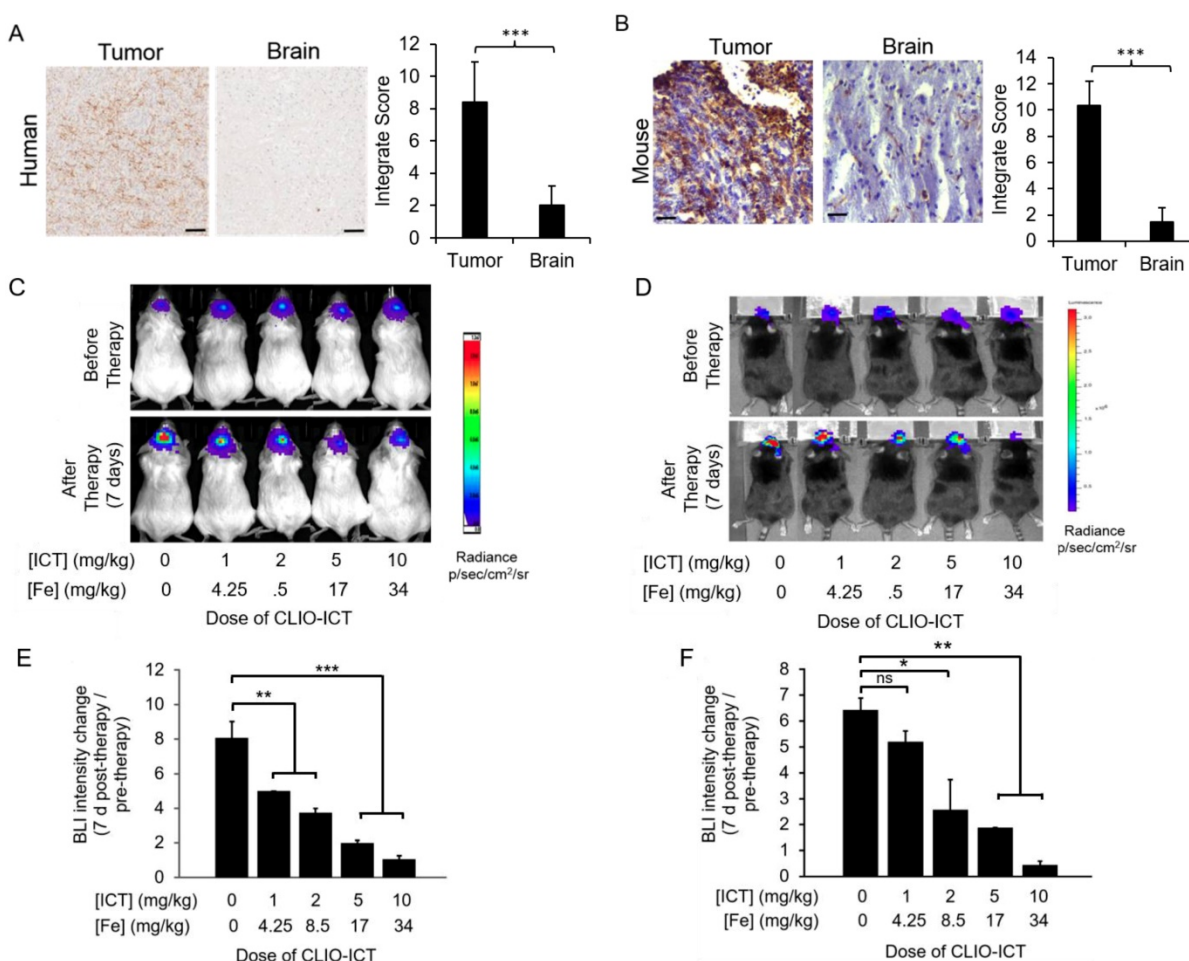 A
Tumor
Brain
Human
Integrate Score
12
10
8
6
4
2
0
***
Tumor
Brain
B
Tumor
Brain
Mouse
Integrate Score
14
12
10
8
6
4
2
0
***
Tumor
Brain
C
Before
Therapy
After
Therapy
(7 days)
Radiance
p/sec/cm²/sr
[ICT] (mg/kg) 0 1 2 5 10
[Fe] (mg/kg) 0 4.25 .5 17 34
Dose of CLIO-ICT
D
Before
Therapy
After
Therapy
(7 days)
Luminescence
Radiance
p/sec/cm²/sr
[ICT] (mg/kg) 0 1 2 5 10
[Fe] (mg/kg) 0 4.25 .5 17 34
Dose of CLIO-ICT
E
BLI intensity change
(7 d post-therapy /
pre-therapy)
12
10
8
6
4
2
0
**
***
[ICT] (mg/kg) 0 1 2 5 10
[Fe] (mg/kg) 0 4.25 8.5 17 34
Dose of CLIO-ICT
F
BLI intensity change
(7 d post-therapy /
pre-therapy)
8
7
6
5
4
3
2
1
0
ns
*
**
[ICT] (mg/kg) 0 1 2 5 10
[Fe] (mg/kg) 0 4.25 8.5 17 34
Dose of CLIO-ICT